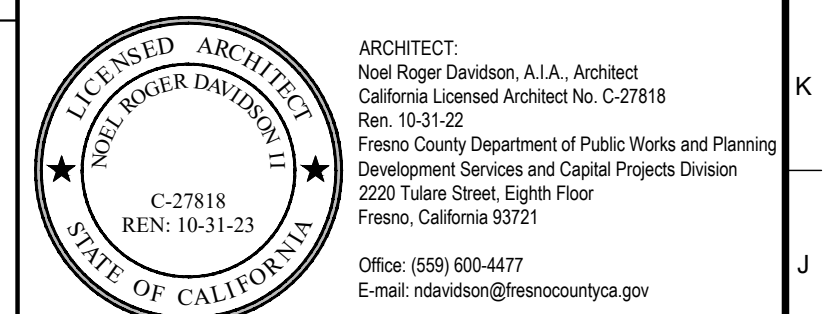 LICENSED ARCHITECT
NOEL ROGER DAVIDSON II
C-27818
REN: 10-31-23
STATE OF CALIFORNIA
ARCHITECT:
Noel Roger Davidson, A.I.A., Architect
California Licensed Architect No. C-27818
Ren. 10-31-22
Fresno County Department of Public Works and Planning
Development Services and Capital Projects Division
2220 Tulare Street, Eighth Floor
Fresno, California 93721
Office: (559) 600-4477
E-mail: ndavidson@fresnocountyca.gov
K
J